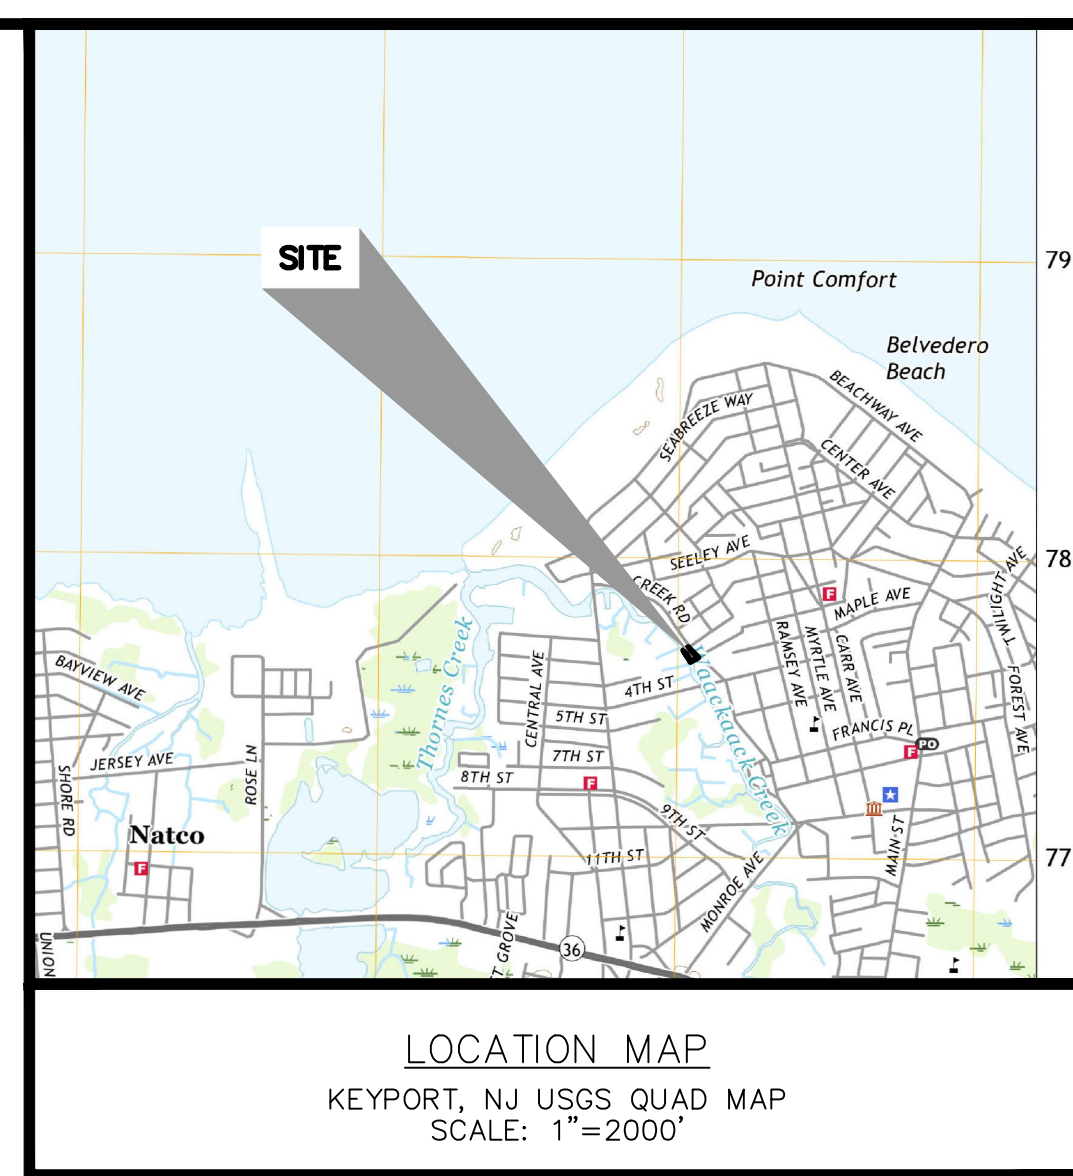 SITE
79
Point Comfort
Belvedero
Beach
BEACHWAY AVE
SEABREEZE WAY
CENTER AVE
78
SEELEY AVE
TWILIGHT AVE
CREEK RD
F
MAPLE AVE
Thornes Creek
Waackaack Creek
RAMSEY AVE
MYRTLE AVE
CARR AVE
BAYVIEW AVE
CENTRAL AVE
4TH ST
FOREST AVE
5TH ST
FRANCIS PL
PO
F
7TH ST
JERSEY AVE
ROSE LN
8TH ST
F
SHORE RD
9TH ST
Natco
MAIN ST
77
11TH ST
F
MONROE AVE
UNION
T GROVE
36
LOCATION MAP
KEYPORT, NJ USGS QUAD MAP
SCALE: 1"=2000'